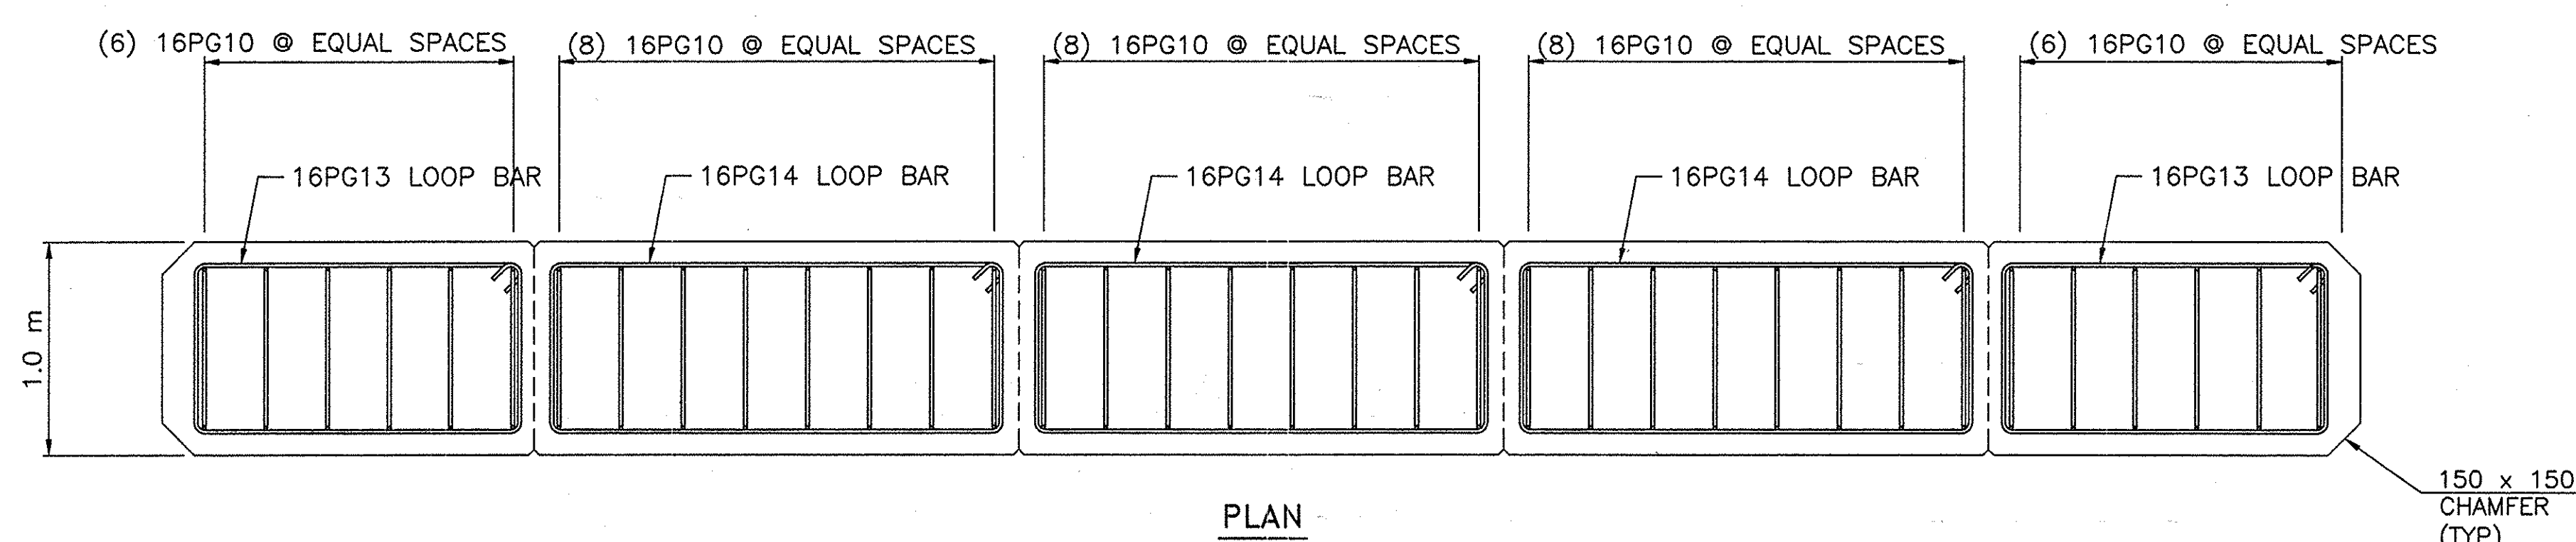 (6) 16PG10 @ EQUAL SPACES
(8) 16PG10 @ EQUAL SPACES
(8) 16PG10 @ EQUAL SPACES
(8) 16PG10 @ EQUAL SPACES
(6) 16PG10 @ EQUAL SPACES
16PG13 LOOP BAR
16PG14 LOOP BAR
16PG14 LOOP BAR
16PG14 LOOP BAR
16PG13 LOOP BAR
1.0 m
150 x 150
CHAMFER
(TYP)
PLAN